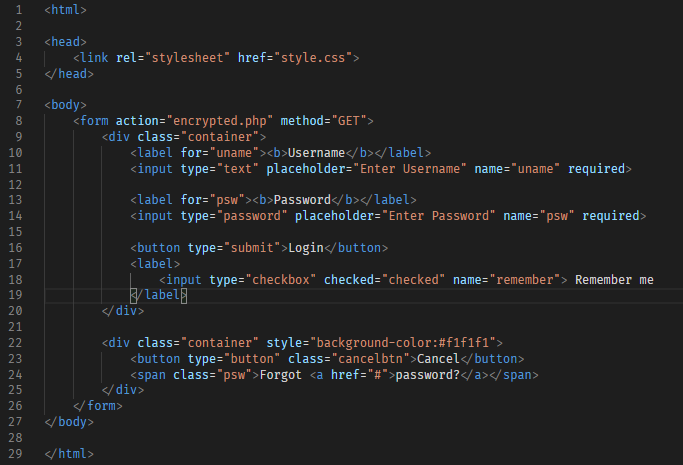 1 <html>
2
3 <head>
4     <link rel="stylesheet" href="style.css">
5 </head>
6
7 <body>
8     <form action="encrypted.php" method="GET">
9         <div class="container">
10             <label for="uname"><b>Username</b></label>
11             <input type="text" placeholder="Enter Username" name="uname" required>
12
13             <label for="psw"><b>Password</b></label>
14             <input type="password" placeholder="Enter Password" name="psw" required>
15
16             <button type="submit">Login</button>
17             <label>
18                 <input type="checkbox" checked="checked" name="remember"> Remember me
19             </label>
20         </div>
21
22         <div class="container" style="background-color:#f1f1f1">
23             <button type="button" class="cancelbtn">Cancel</button>
24             <span class="psw">Forgot <a href="#">password?</a></span>
25         </div>
26     </form>
27 </body>
28
29 </html>